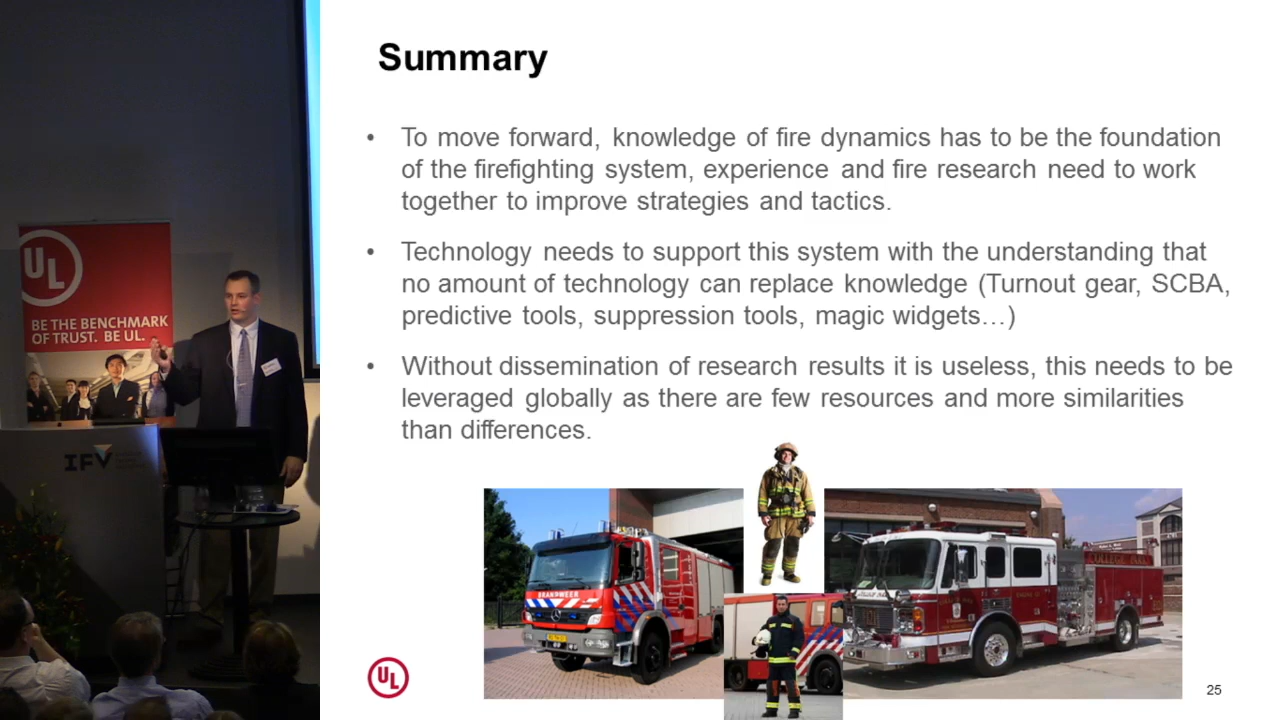 Summary
• To move forward, knowledge of fire dynamics has to be the foundation
of the firefighting system, experience and fire research need to work
together to improve strategies and tactics.
• Technology needs to support this system with the understanding that
no amount of technology can replace knowledge (Turnout gear, SCBA,
predictive tools, suppression tools, magic widgets…)
• Without dissemination of research results it is useless, this needs to be
leveraged globally as there are few resources and more similarities
than differences.
UL
BE THE BENCHMARK
OF TRUST. BE UL.
IFV
BRANDWEER
COLLEGE PARK
UL
25